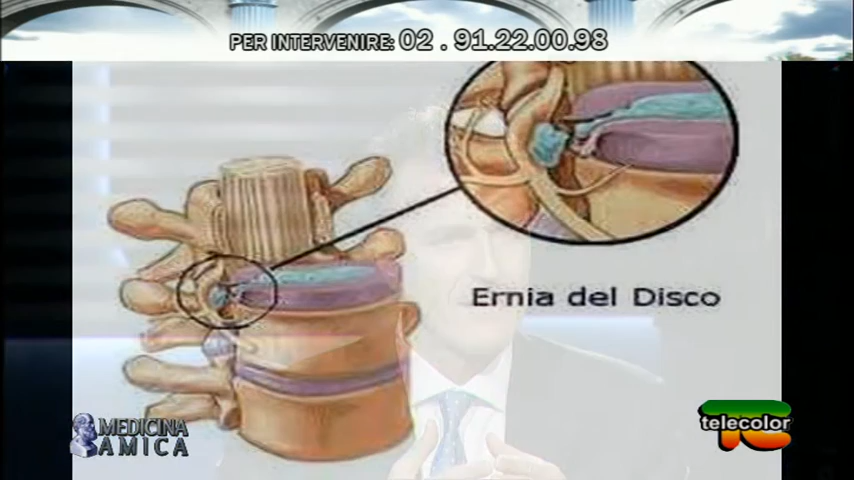 PER INTERVENIRE: 02 . 91.22.00.98
Ernia del Disco
MEDICINA
AMICA
telecolor